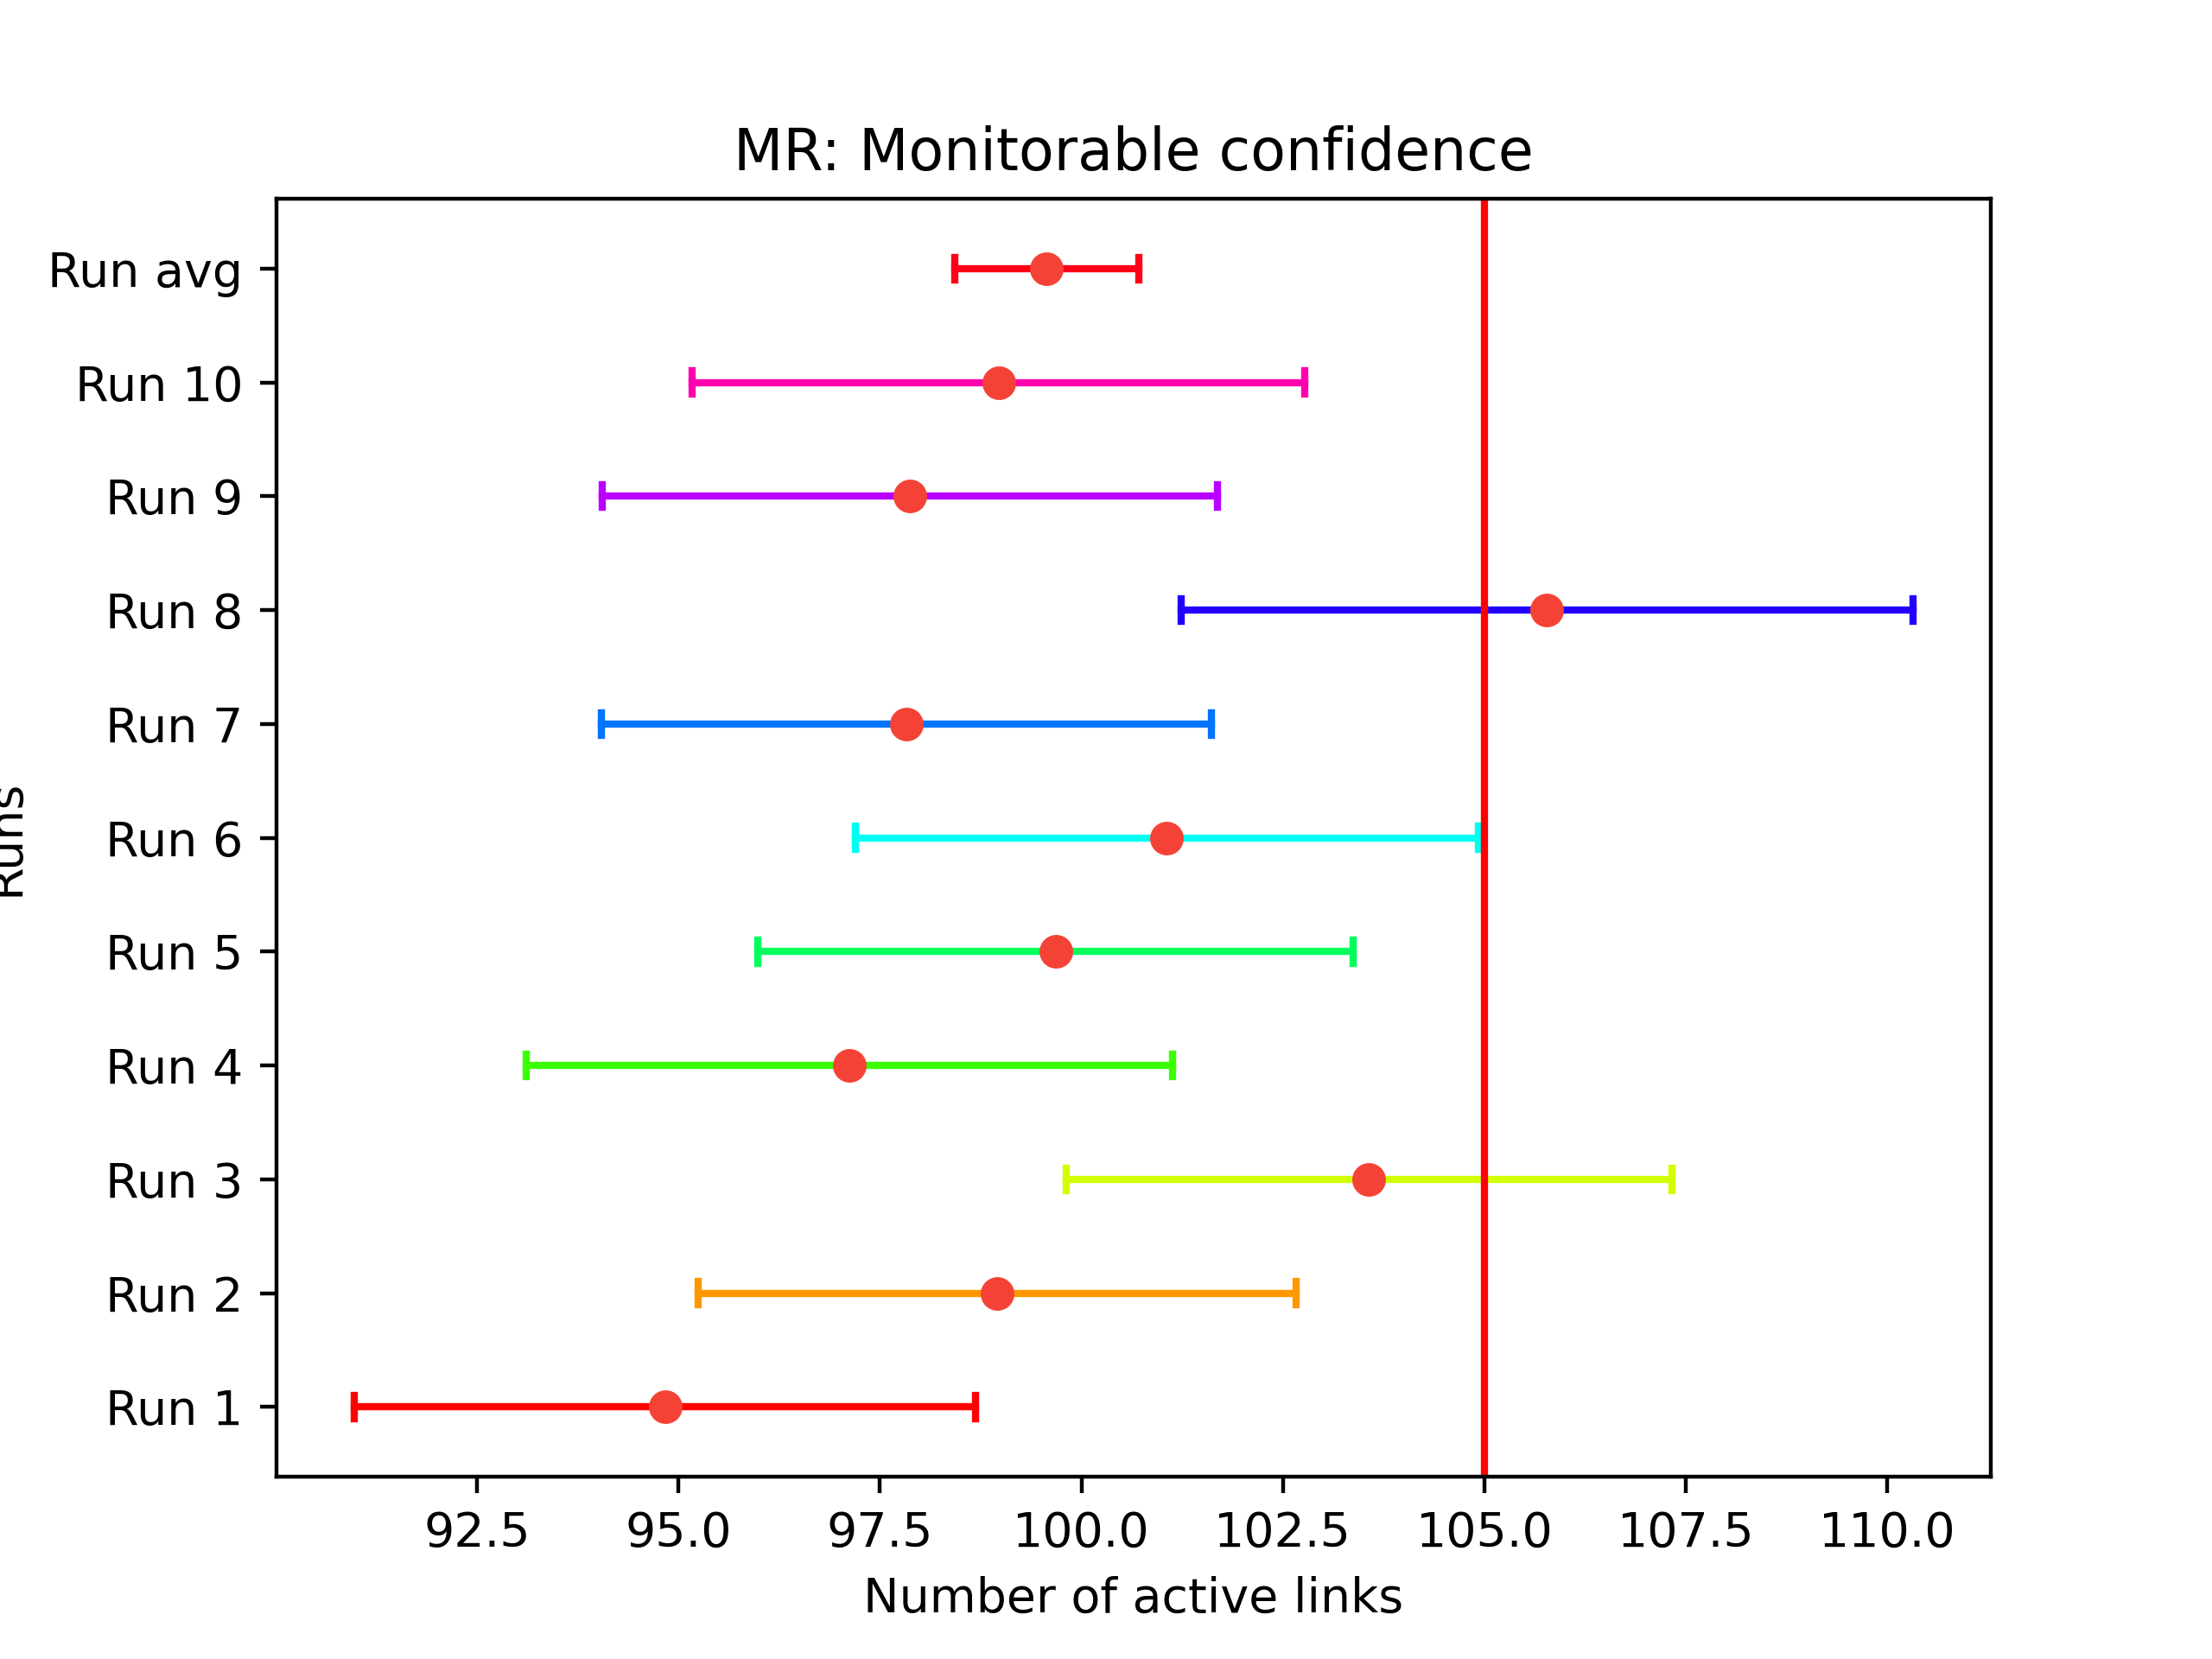 MR: Monitorable confidence
Run avg
Run 10
Run 9
Run 8
Run 7
Run 6
Run 5
Run 4
Run 3
Run 2
Run 1
Runs
92.5 95.0 97.5 100.0 102.5 105.0 107.5 110.0
Number of active links